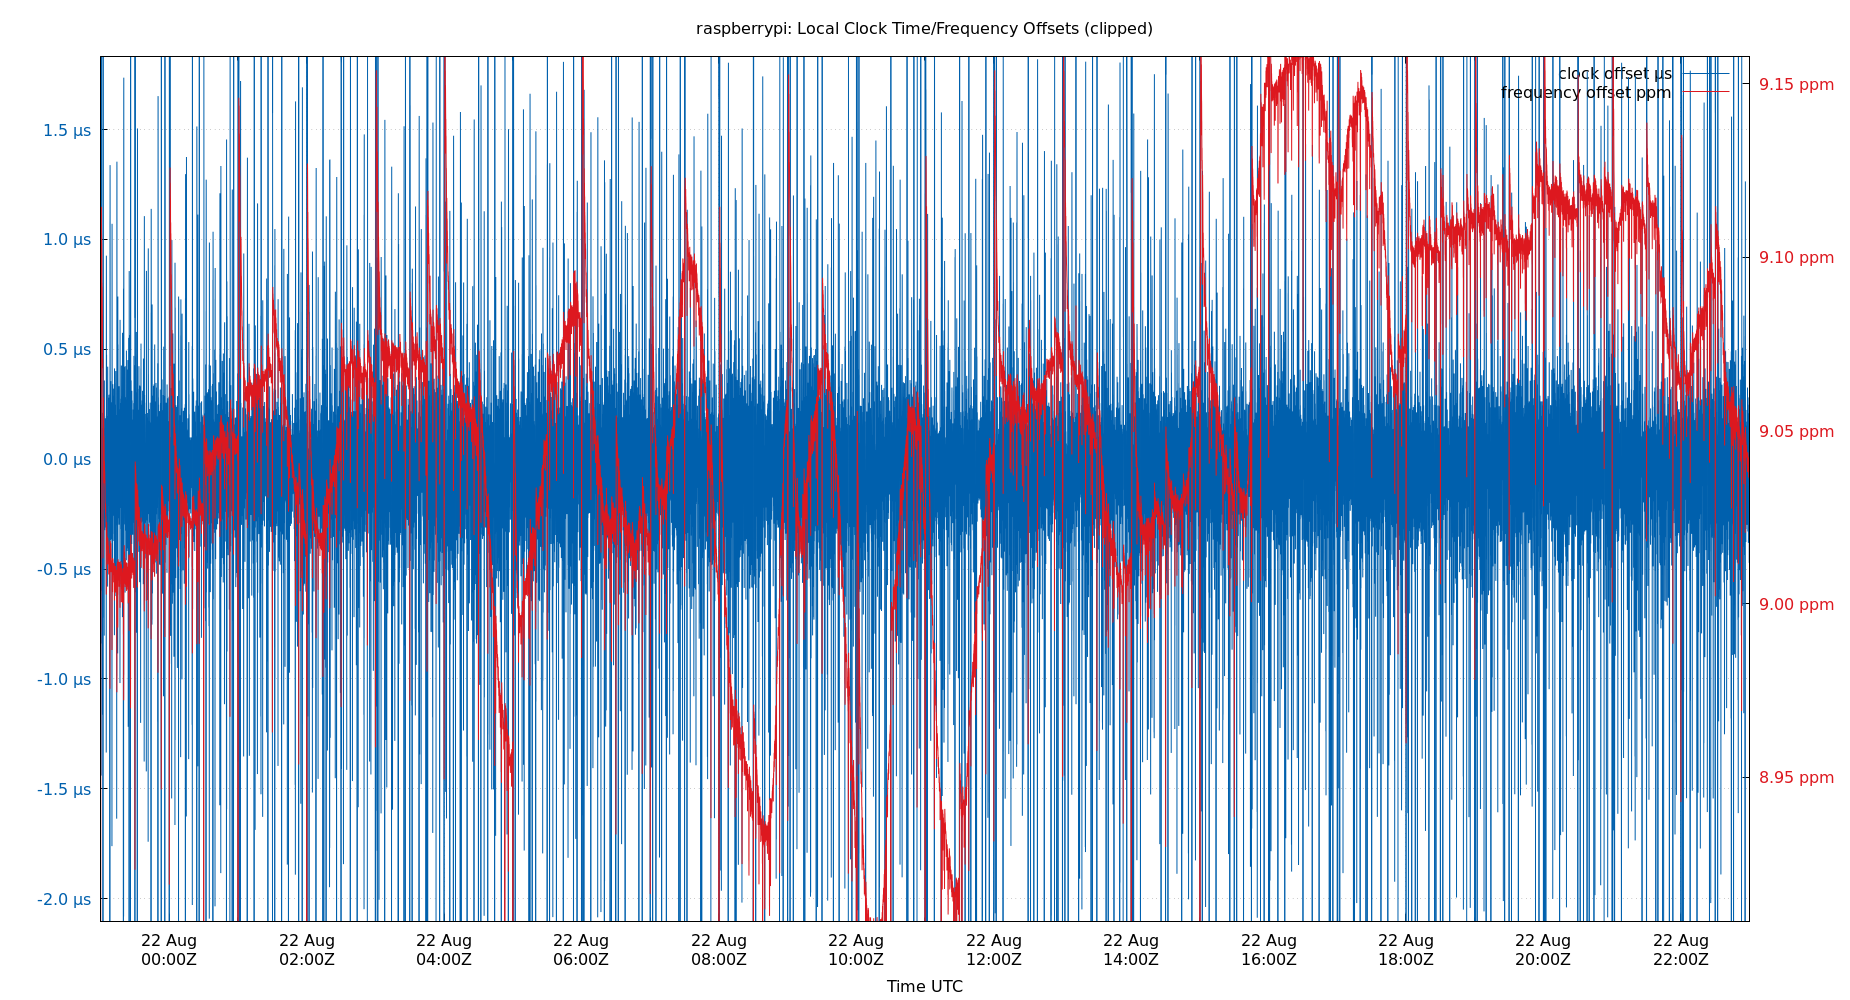 raspberrypi: Local Clock Time/Frequency Offsets (clipped)
clock offset µs
frequency offset ppm
1.5 µs
1.0 µs
0.5 µs
0.0 µs
-0.5 µs
-1.0 µs
-1.5 µs
-2.0 µs
9.15 ppm
9.10 ppm
9.05 ppm
9.00 ppm
8.95 ppm
22 Aug 22 Aug 22 Aug 22 Aug 22 Aug 22 Aug 22 Aug 22 Aug 22 Aug 22 Aug 22 Aug 22 Aug
00:00Z 02:00Z 04:00Z 06:00Z 08:00Z 10:00Z 12:00Z 14:00Z 16:00Z 18:00Z 20:00Z 22:00Z
Time UTC